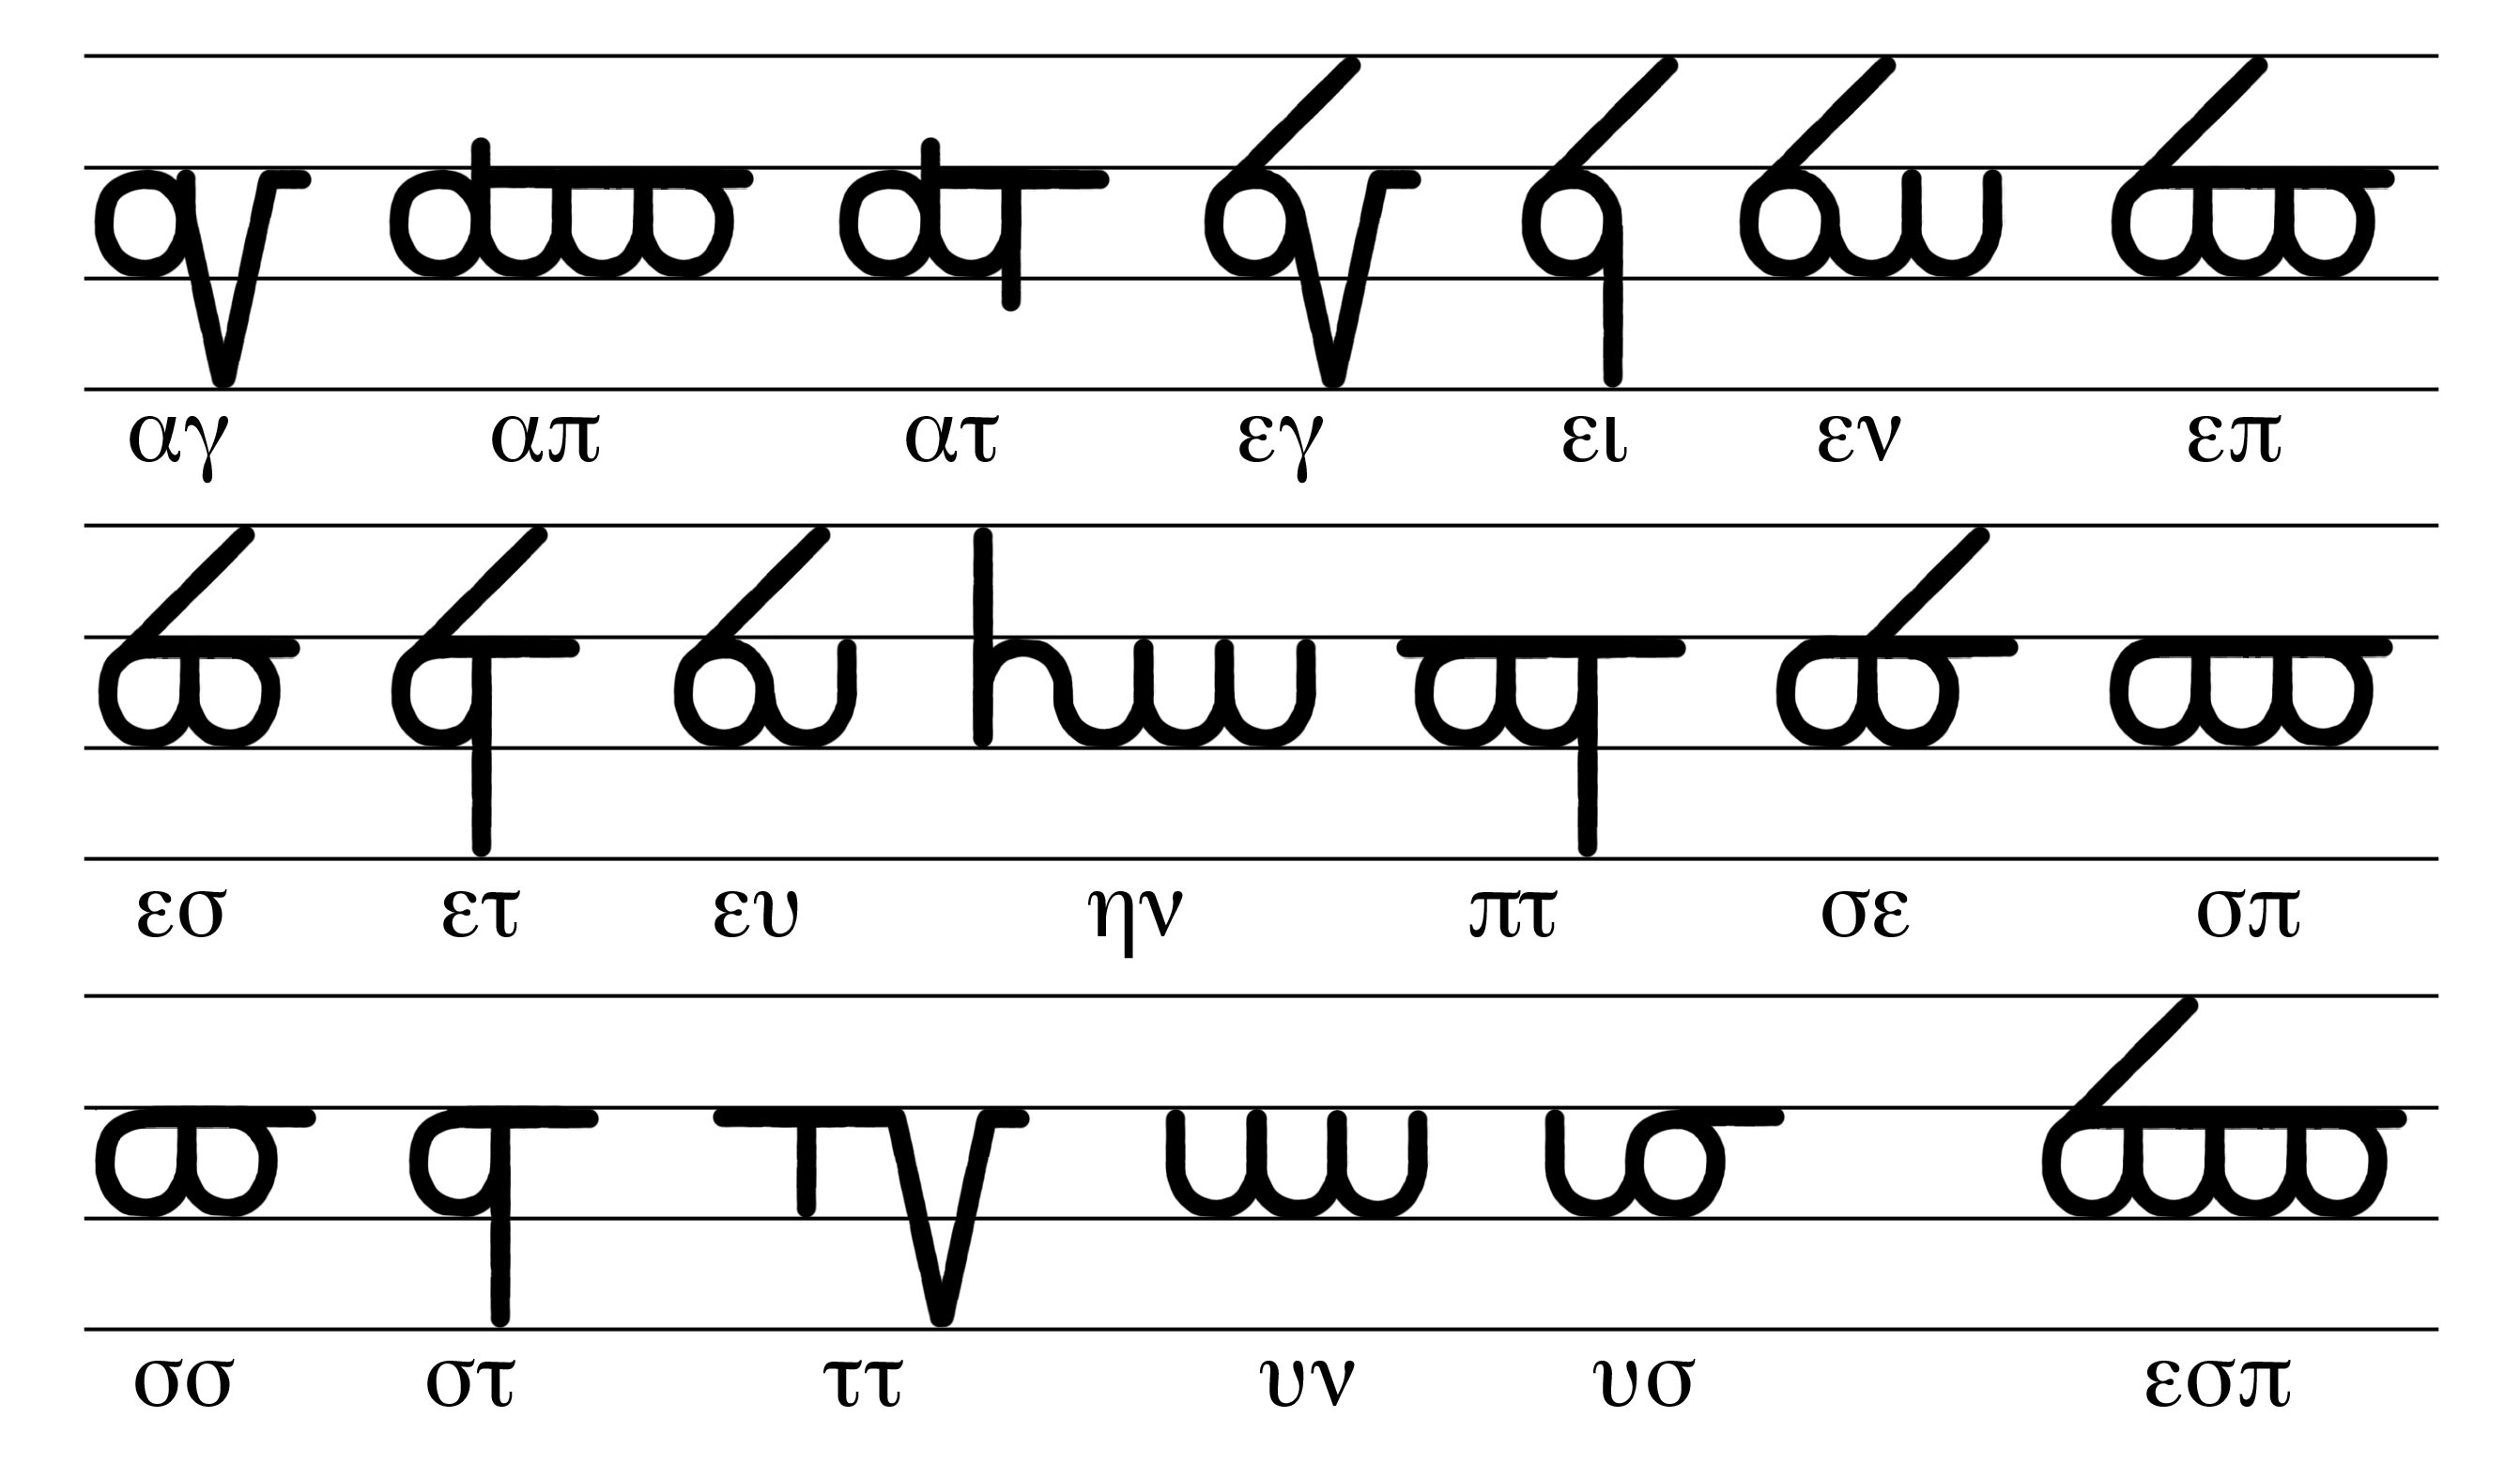 αγ απ ατ εγ ει εν επ
εσ ετ ευ ην πτ σε σπ
σσ στ ττ υν υσ εσπ